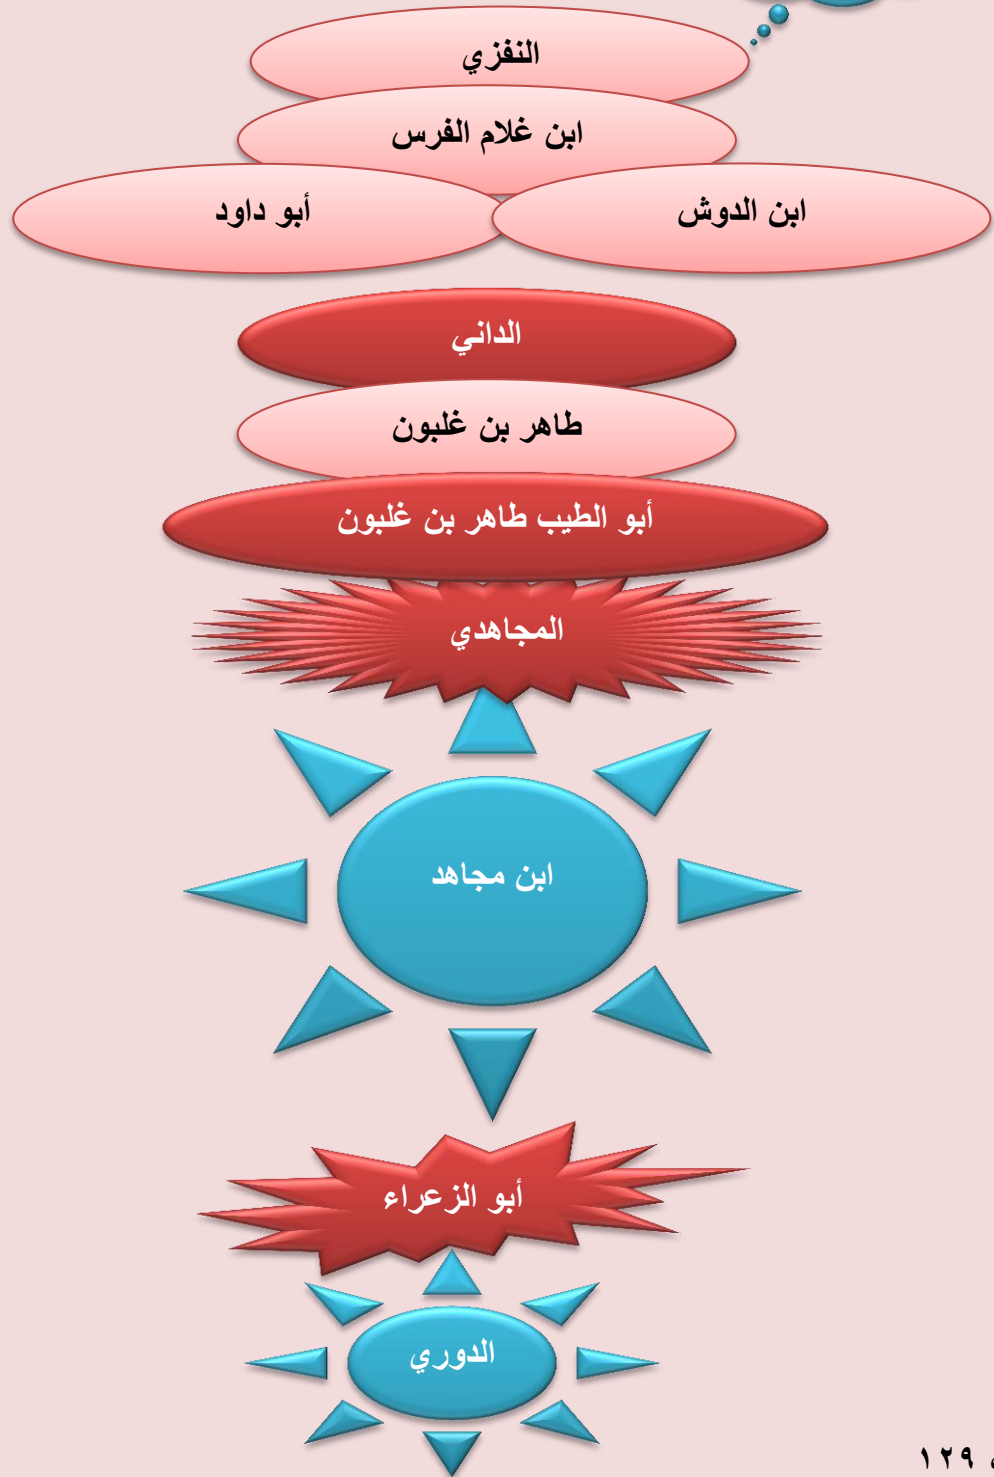 النفزي
ابن غلام الفرس
ابن الدوش
أبو داود
الداني
طاهر بن غلبون
أبو الطيب طاهر بن غلبون
المجاهدي
ابن مجاهد
أبو الزعراء
الدوري
١٢٩